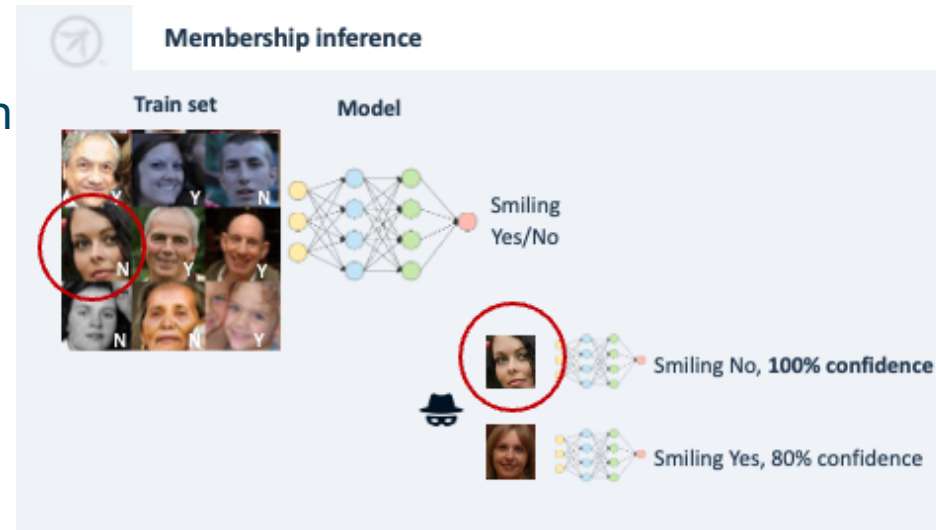 Membership inference
n
Train set
Model
Y
Y
N
N
Y
Y
N
N
Y
Smiling
Yes/No
Smiling No, 100% confidence
Smiling Yes, 80% confidence